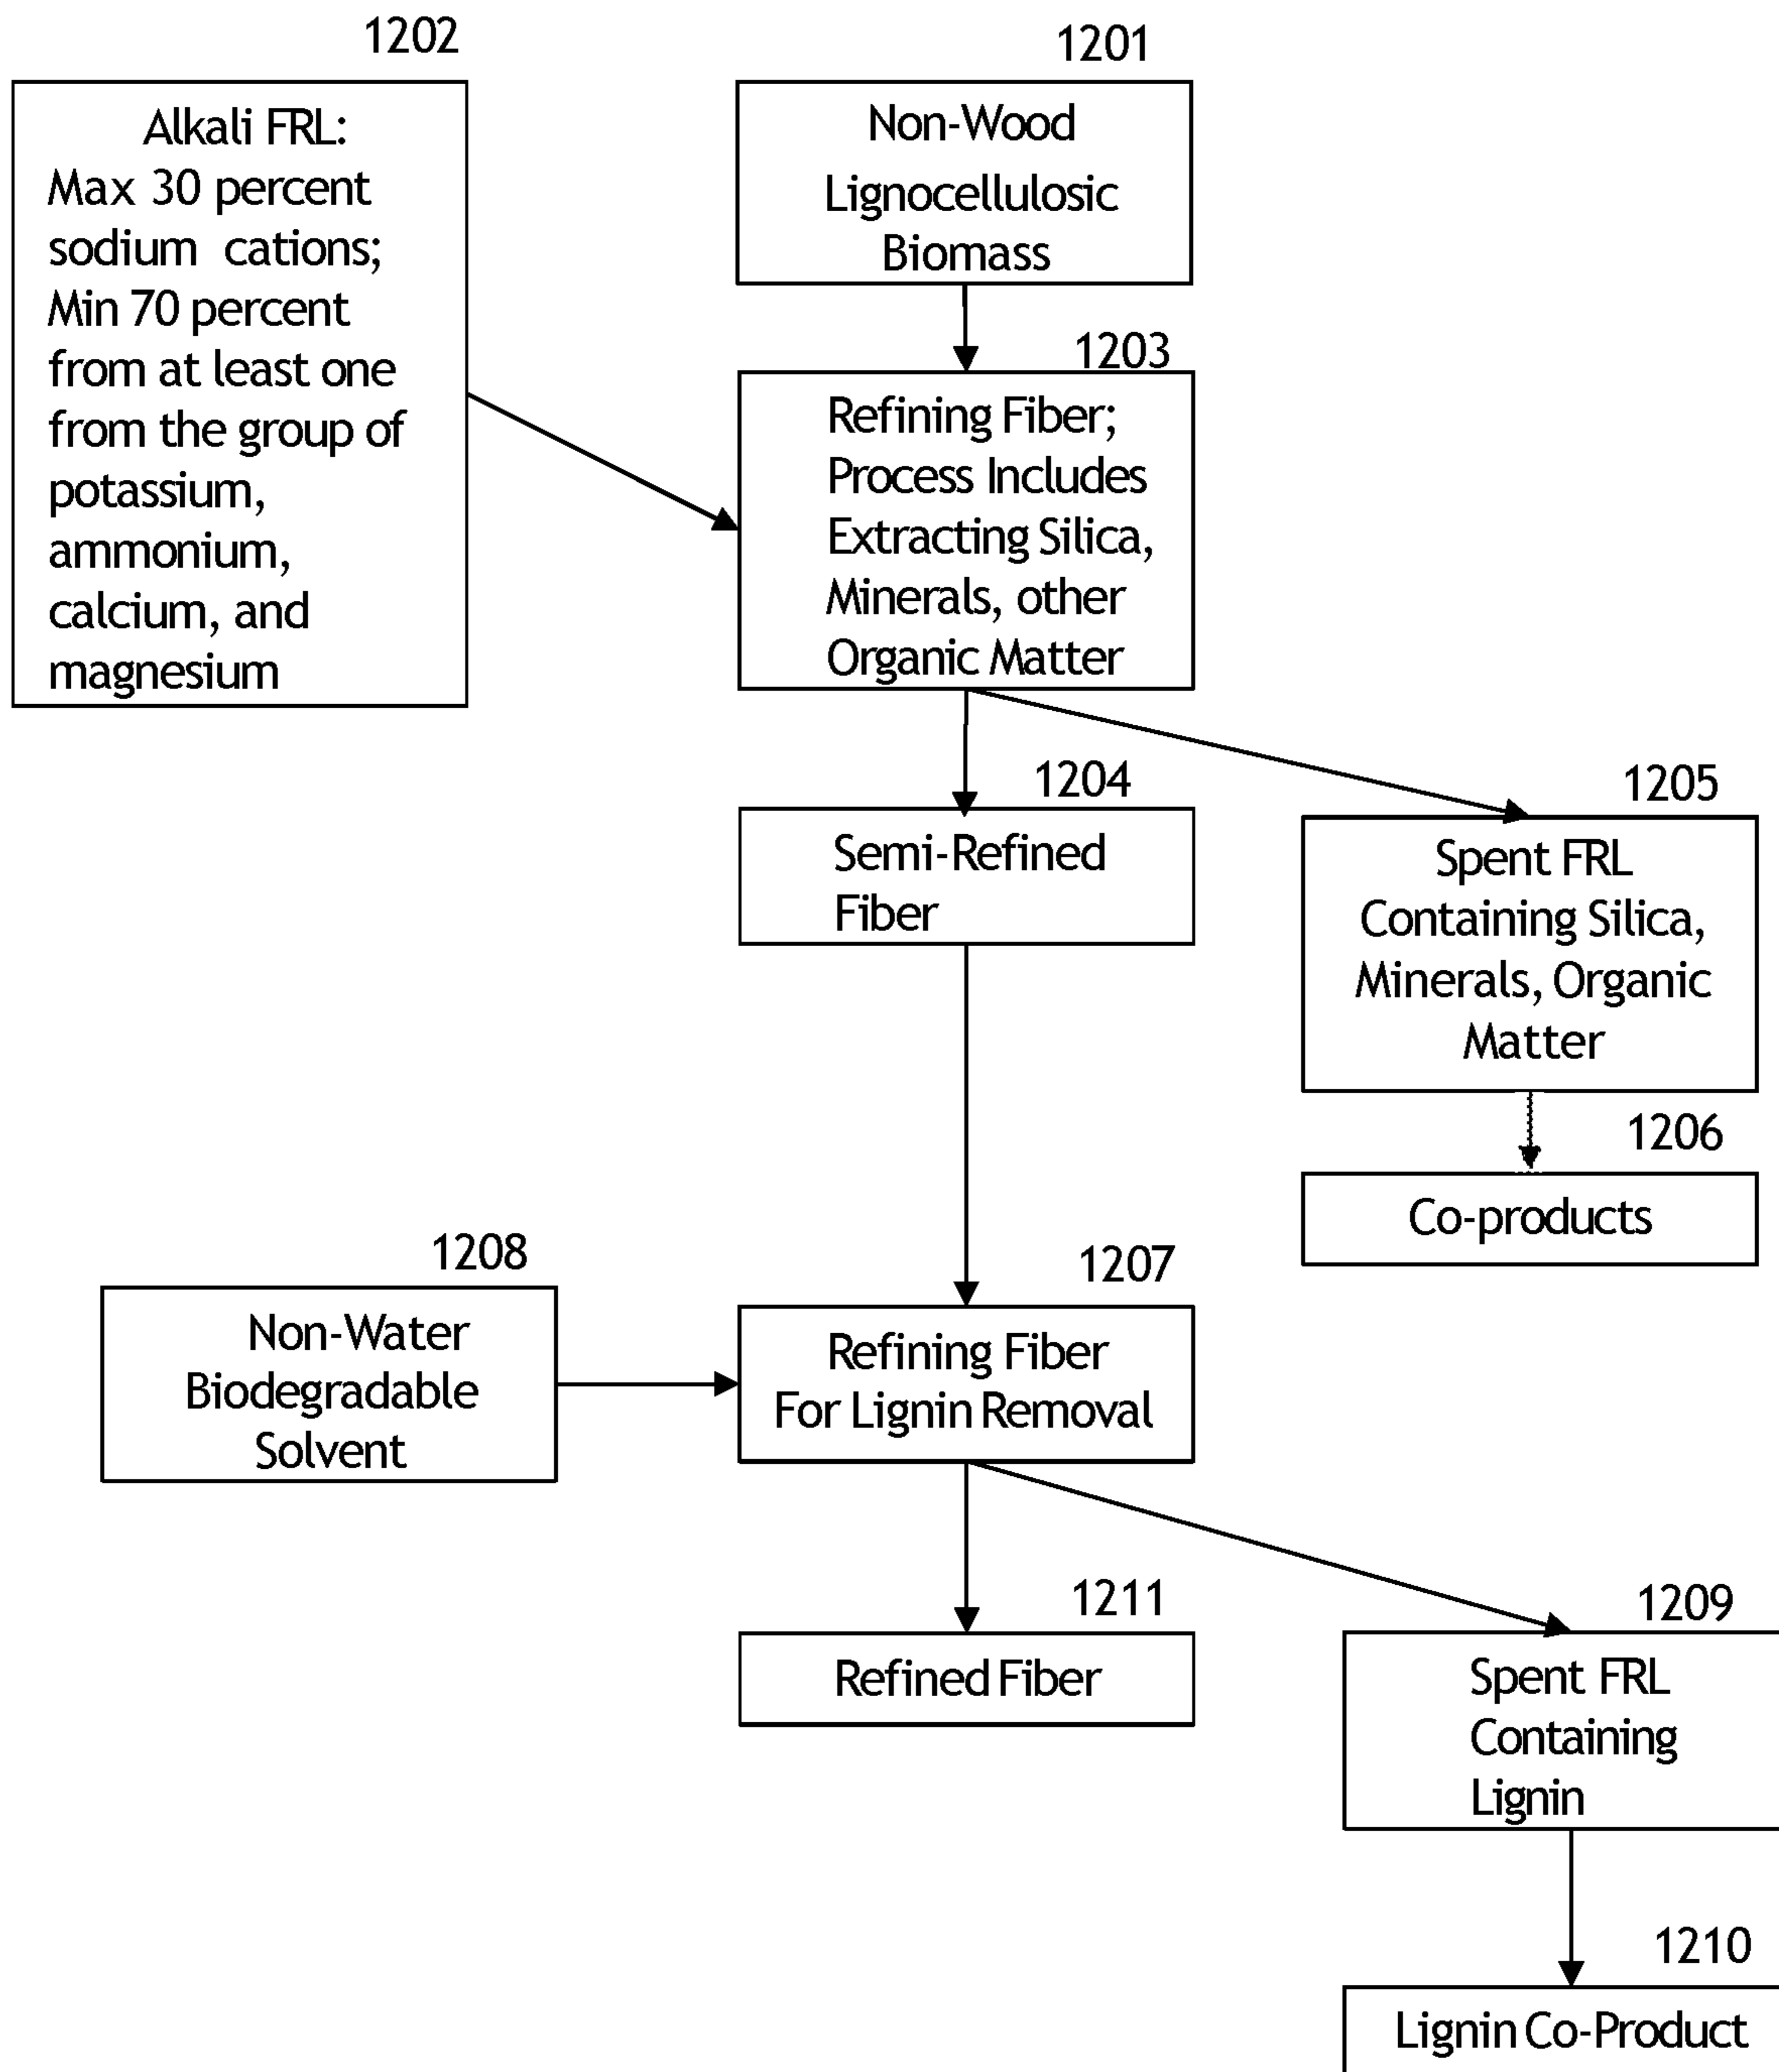 1202
Alkali FRL:
Max 30 percent
sodium cations;
Min 70 percent
from at least one
from the group of
potassium,
ammonium,
calcium, and
magnesium
1201
Non-Wood
Lignocellulosic
Biomass
1203
Refining Fiber;
Process Includes
Extracting Silica,
Minerals, other
Organic Matter
1204
Semi-Refined
Fiber
1205
Spent FRL
Containing Silica,
Minerals, Organic
Matter
1206
Co-products
1208
Non-Water
Biodegradable
Solvent
1207
Refining Fiber
For Lignin Removal
1211
Refined Fiber
1209
Spent FRL
Containing
Lignin
1210
Lignin Co-Product